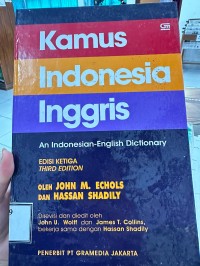 Kamus
Indonesia
Inggris
An Indonesian-English Dictionary
EDISI KETIGA
THIRD EDITION
OLEH JOHN M. ECHOLS
DAN HASSAN SHADILY
Direvisi dan diedit oleh
John U. Wolff dan James T. Collins,
bekerja sama dengan Hassan Shadily
PENERBIT PT GRAMEDIA JAKARTA